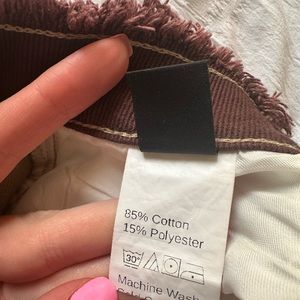 85% Cotton
15% Polyester
30°
Machine Wash